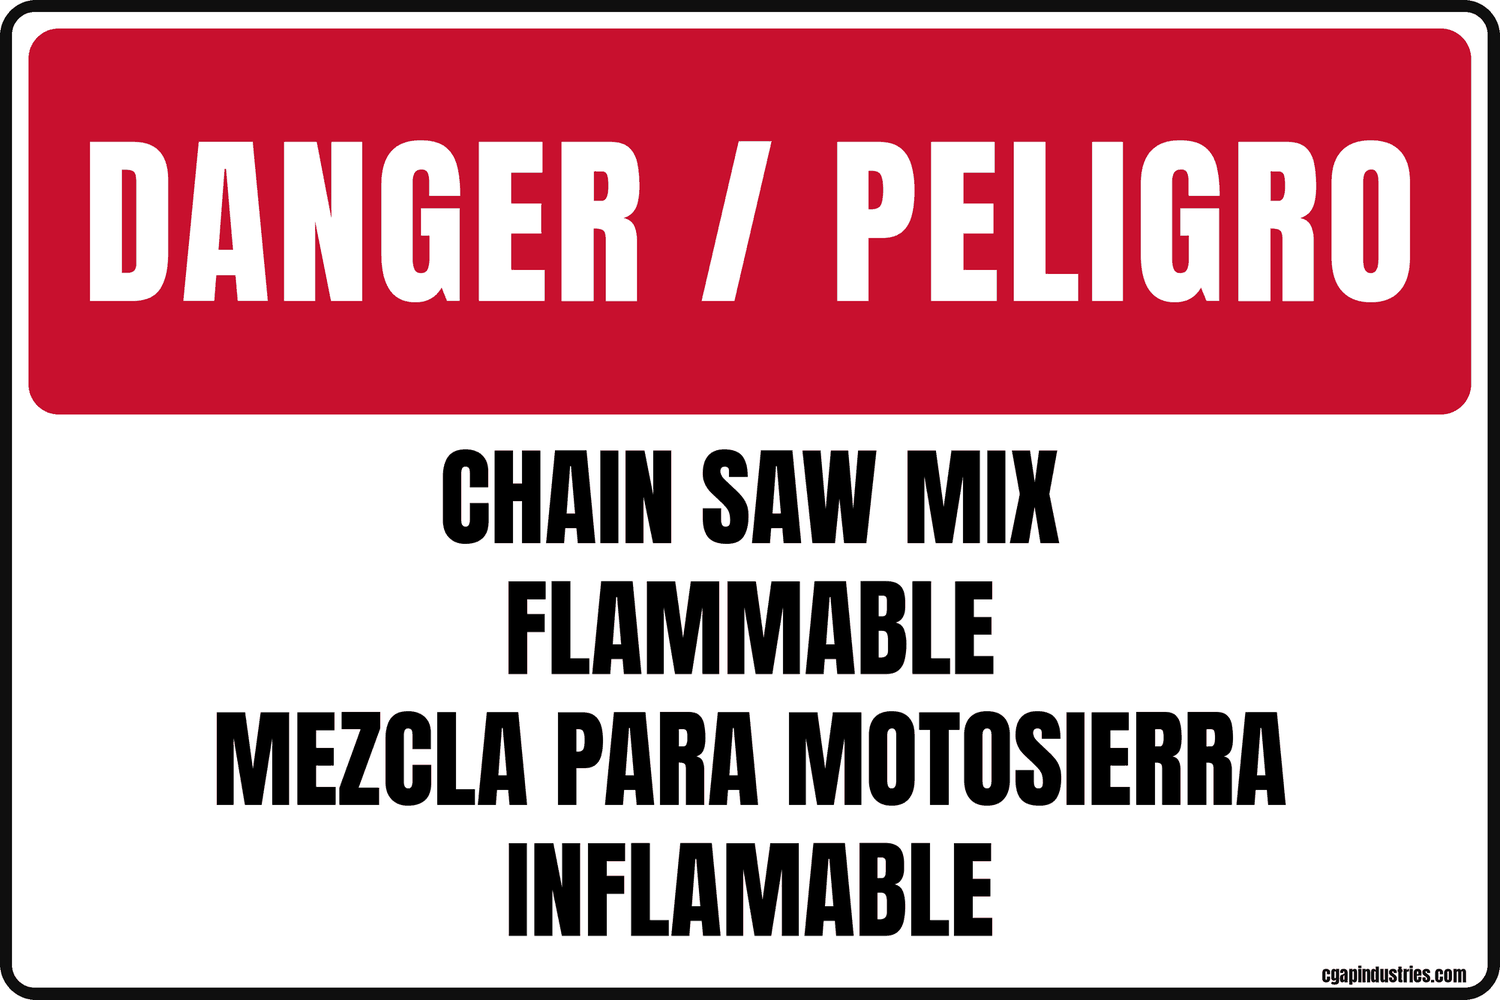 DANGER / PELIGRO
CHAIN SAW MIX
FLAMMABLE
MEZCLA PARA MOTOSIERRA
INFLAMABLE
cgapindustries.com